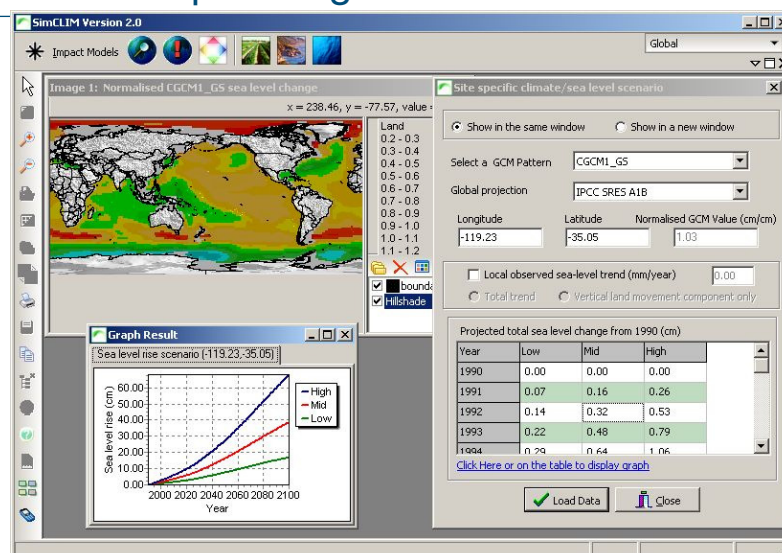 SimCLIM Version 2.0
Impact Models
Global
Image 1: Normalised CGCM1_GS sea level change
x = 238.46, y = -77.57, value =
Land
0.2 - 0.3
0.3 - 0.4
0.4 - 0.5
0.5 - 0.6
0.6 - 0.7
0.7 - 0.8
0.8 - 0.9
0.9 - 1.0
1.0 - 1.1
1.1 - 1.2
bounda
Hillshade
Graph Result
Sea level rise scenario (-119.23,-35.05)
Sea level rise (cm)
60.00
50.00
40.00
30.00
20.00
10.00
0.00
2000 2020 2040 2060 2080 2100
Year
High
Mid
Low
Site specific climate/sea level scenario
Show in the same window Show in a new window
Select a GCM Pattern CGCM1_GS
Global projection IPCC SRES A1B
Longitude Latitude Normalised GCM Value (cm/cm)
-119.23 -35.05 1.03
Local observed sea-level trend (mm/year) 0.00
Total trend Vertical land movement component only
Projected total sea level change from 1990 (cm)
Year Low Mid High
1990 0.00 0.00 0.00
1991 0.07 0.16 0.26
1992 0.14 0.32 0.53
1993 0.22 0.48 0.79
1994 0.29 0.64 1.06
Click Here or on the table to display graph
Load Data Close